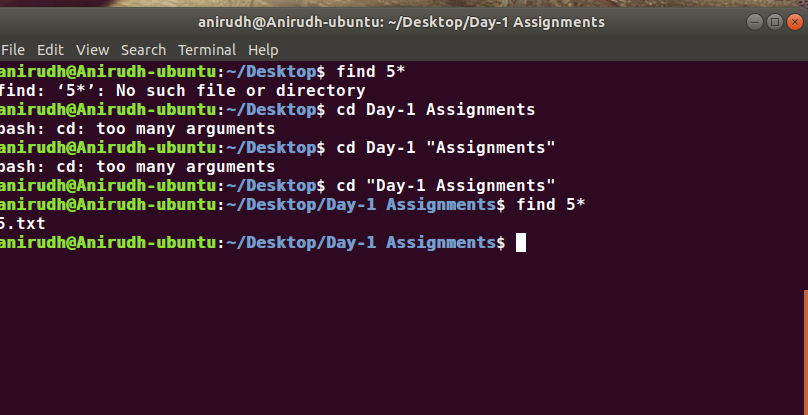 anirudh@Anirudh-ubuntu: ~/Desktop/Day-1 Assignments
File Edit View Search Terminal Help
anirudh@Anirudh-ubuntu:~/Desktop$ find 5*
find: ‘5*’: No such file or directory
anirudh@Anirudh-ubuntu:~/Desktop$ cd Day-1 Assignments
bash: cd: too many arguments
anirudh@Anirudh-ubuntu:~/Desktop$ cd Day-1 "Assignments"
bash: cd: too many arguments
anirudh@Anirudh-ubuntu:~/Desktop$ cd "Day-1 Assignments"
anirudh@Anirudh-ubuntu:~/Desktop/Day-1 Assignments$ find 5*
5.txt
anirudh@Anirudh-ubuntu:~/Desktop/Day-1 Assignments$